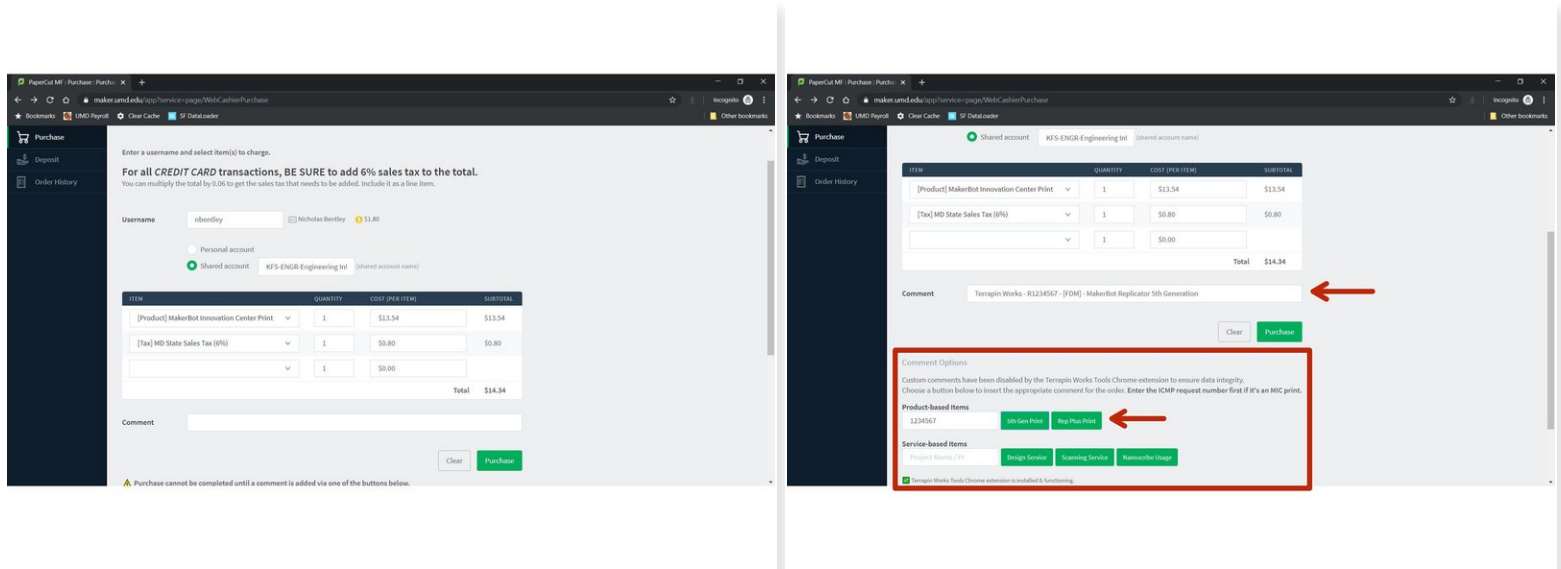 PaperCut MF : Purchase : Purcha
maker.umd.edu/app?service=page/WebCashierPurchase
Incognito
Bookmarks UMD Payroll Clear Cache SF DataLoader Other bookmarks
Purchase
Deposit
Order History
Enter a username and select item(s) to charge.
For all CREDIT CARD transactions, BE SURE to add 6% sales tax to the total.
You can multiply the total by 0.06 to get the sales tax that needs to be added. Include it as a line item.
Username nbentley Nicholas Bentley $1.80
Personal account
Shared account KFS-ENGR-Engineering Inf (shared account name)
ITEM QUANTITY COST (PER ITEM) SUBTOTAL
[Product] MakerBot Innovation Center Print 1 $13.54 $13.54
[Tax] MD State Sales Tax (6%) 1 $0.80 $0.80
1 $0.00
Total $14.34
Comment
Clear Purchase
Purchase cannot be completed until a comment is added via one of the buttons below.
PaperCut MF : Purchase : Purcha
maker.umd.edu/app?service=page/WebCashierPurchase
Incognito
Bookmarks UMD Payroll Clear Cache SF DataLoader Other bookmarks
Purchase
Deposit
Order History
Shared account KFS-ENGR-Engineering Inf (shared account name)
ITEM QUANTITY COST (PER ITEM) SUBTOTAL
[Product] MakerBot Innovation Center Print 1 $13.54 $13.54
[Tax] MD State Sales Tax (6%) 1 $0.80 $0.80
1 $0.00
Total $14.34
Comment Terrapin Works - R1234567 - [FDM] - MakerBot Replicator 5th Generation
Clear Purchase
Comment Options
Custom comments have been disabled by the Terrapin Works Tools Chrome extension to ensure data integrity.
Choose a button below to insert the appropriate comment for the order. Enter the ICMP request number first if it's an MIC print.
Product-based Items
1234567 5th Gen Print Rep Plus Print
Service-based Items
Project Name / PI Design Service Scanning Service Nanoscribe Usage
Terrapin Works Tools Chrome extension is installed & functioning.